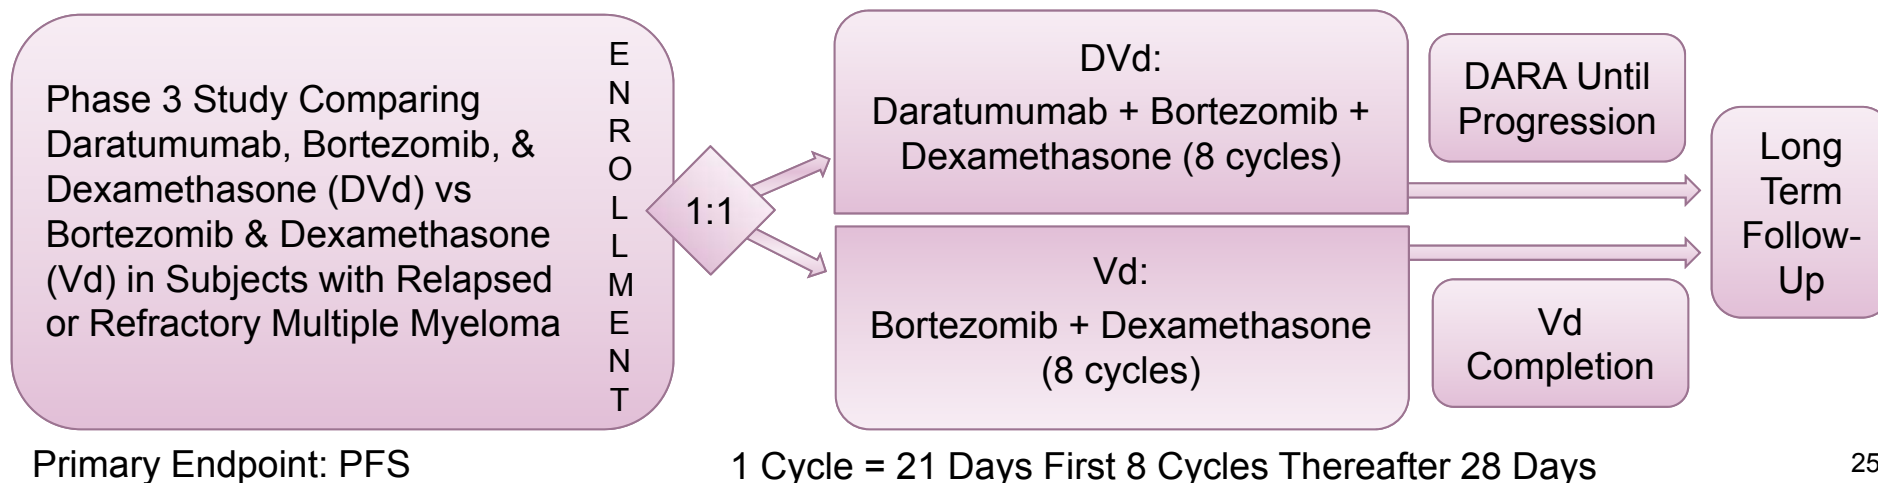 Phase 3 Study Comparing
Daratumumab, Bortezomib, &
Dexamethasone (DVd) vs
Bortezomib & Dexamethasone
(Vd) in Subjects with Relapsed
or Refractory Multiple Myeloma
E
N
R
O
L
L
M
E
N
T
1:1
DVd:
Daratumumab + Bortezomib +
Dexamethasone (8 cycles)
DARA Until
Progression
Vd:
Bortezomib + Dexamethasone
(8 cycles)
Vd
Completion
Long
Term
Follow-
Up
Primary Endpoint: PFS
1 Cycle = 21 Days First 8 Cycles Thereafter 28 Days
25